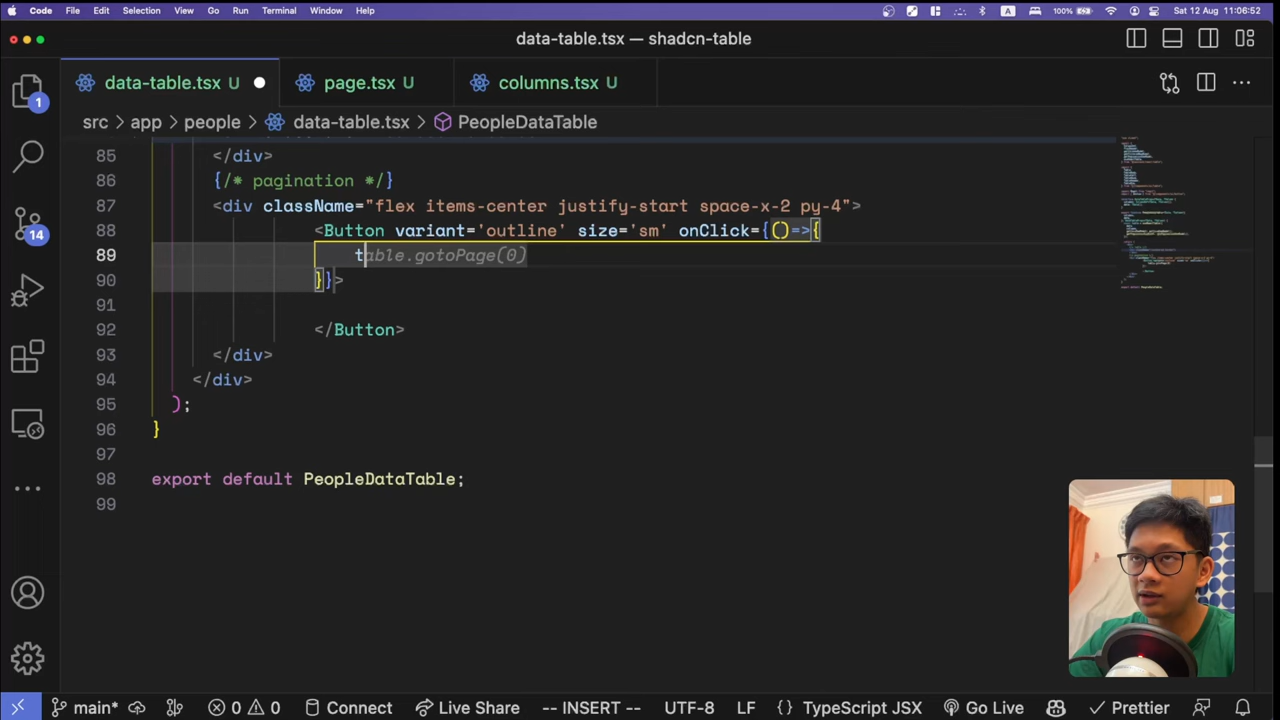 Code File Edit Selection View Go Run Terminal Window Help A 100% Sat 12 Aug 11:06:52
data-table.tsx — shadcn-table
data-table.tsx U page.tsx U columns.tsx U
1
src > app > people > data-table.tsx > PeopleDataTable
85 </div>
86 {/* pagination */}
87 <div className="flex items-center justify-start space-x-2 py-4">
88 <Button variant='outline' size='sm' onClick={()=>{
89 table.gotoPage(0)
90 }}>
91
92 </Button>
93 </div>
94 </div>
95 );
96 }
97
98 export default PeopleDataTable;
99
14
main* 0 0 Connect Live Share -- INSERT -- UTF-8 LF {} TypeScript JSX Go Live Prettier